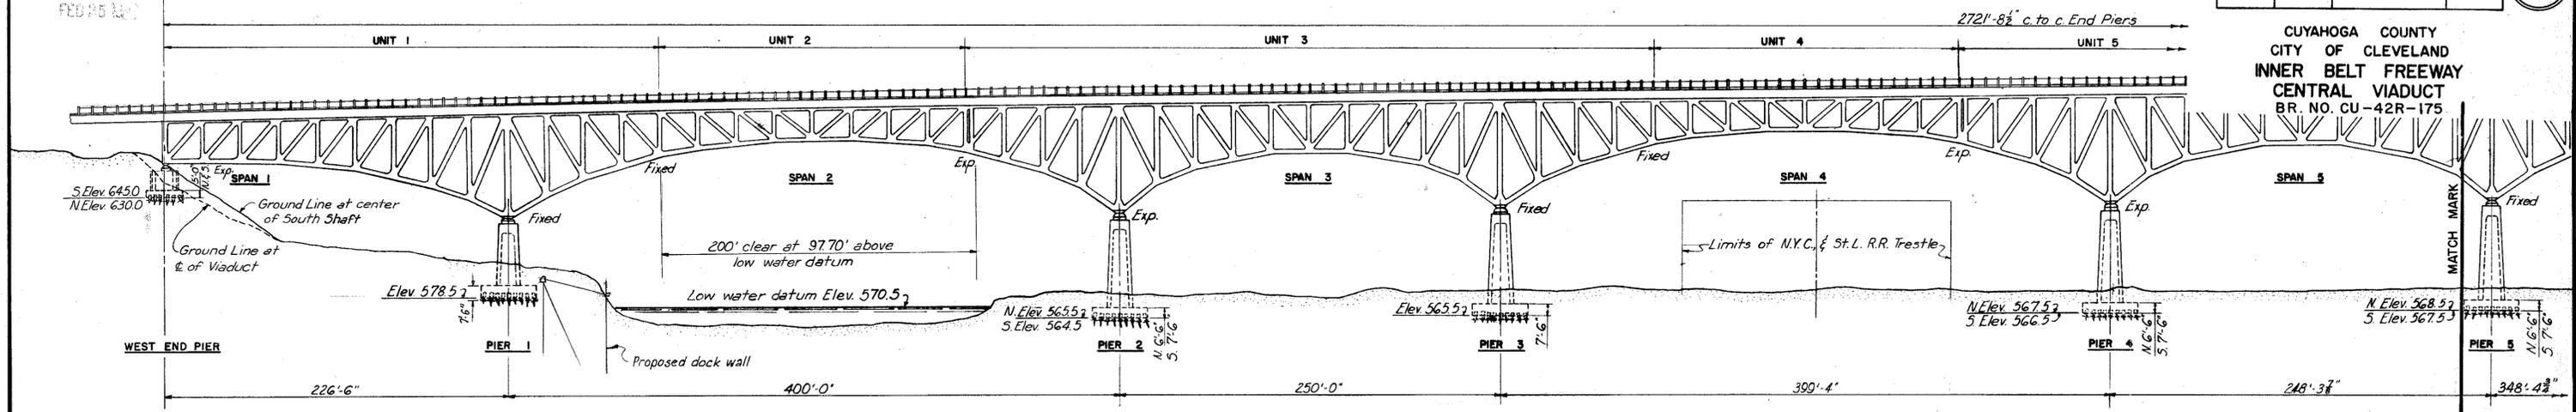 FEB 25
2721'-8½" c. to c. End Piers
UNIT 1
UNIT 2
UNIT 3
UNIT 4
UNIT 5
CUYAHOGA COUNTY
CITY OF CLEVELAND
INNER BELT FREEWAY
CENTRAL VIADUCT
BR. NO. CU-42R-175
Exp.
SPAN 1
Fixed
SPAN 2
Exp.
SPAN 3
Fixed
SPAN 4
Exp.
SPAN 5
5'-0"
N. & S.
S. Elev. 645.0
N. Elev. 630.0
Ground Line at center
of South Shaft
Ground Line at
℄ of Viaduct
Fixed
Exp.
Fixed
Exp.
Fixed
MATCH MARK
200' clear at 97.70' above
low water datum
Limits of N.Y.C. & St. L. R.R. Trestle
Elev. 578.5
7'-6"
Low water datum Elev. 570.5
N. Elev. 565.5
S. Elev. 564.5
N. 6'-6"
S. 7'-6"
Elev. 565.5
7'-6"
N. Elev. 567.5
S. Elev. 566.5
N. 6'-6"
S. 7'-6"
N. Elev. 568.5
S. Elev. 567.5
N. 6'-6"
S. 7'-6"
WEST END PIER
PIER 1
Proposed dock wall
PIER 2
PIER 3
PIER 4
PIER 5
226'-6"
400'-0"
250'-0"
399'-4"
248'-3⅞"
348'-4¾"